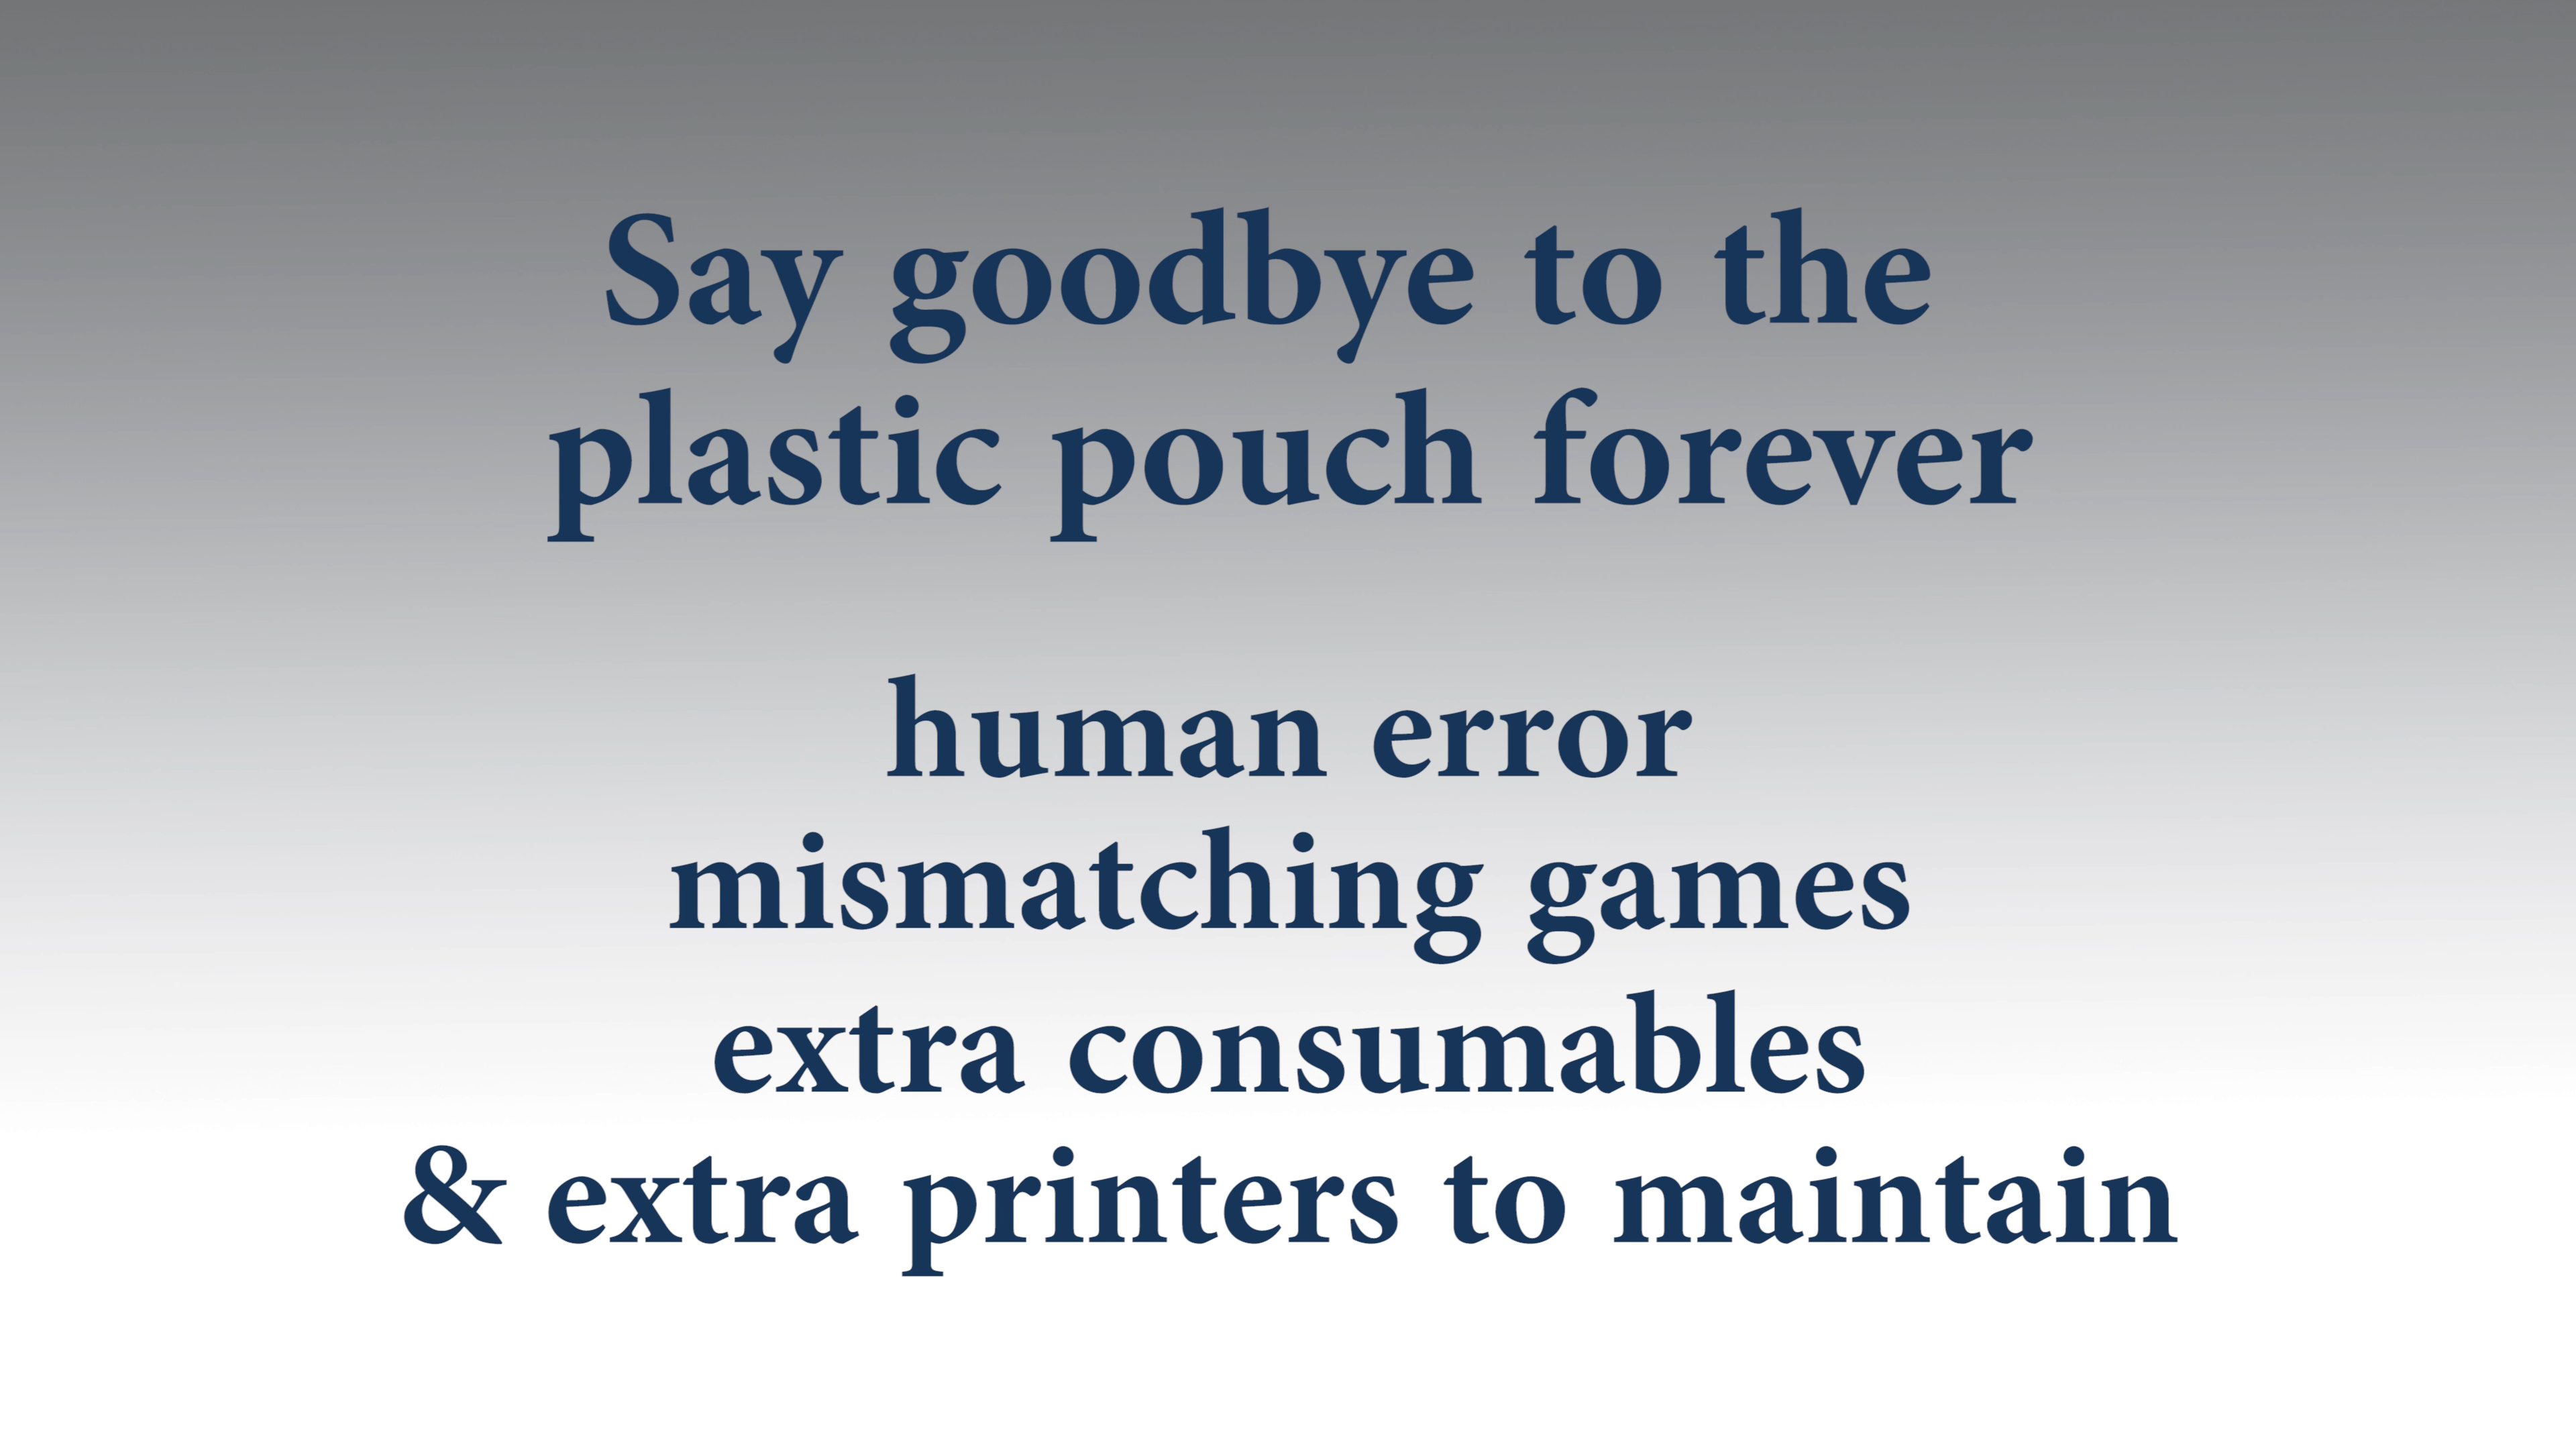 Say goodbye to the
plastic pouch forever
human error
mismatching games
extra consumables
& extra printers to maintain